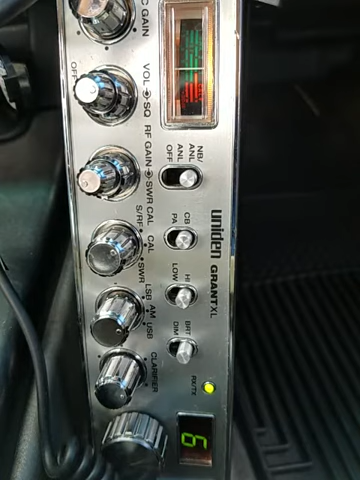 uniden GRANT XL
NB/
ANL
ANL
OFF
CB
PA
HI
LOW
BRT
DIM
RX/TX
C GAIN
OFF
VOL SQ
RF GAIN SWR CAL
S/RF CAL SWR
LSB AM USB
CLARIFIER